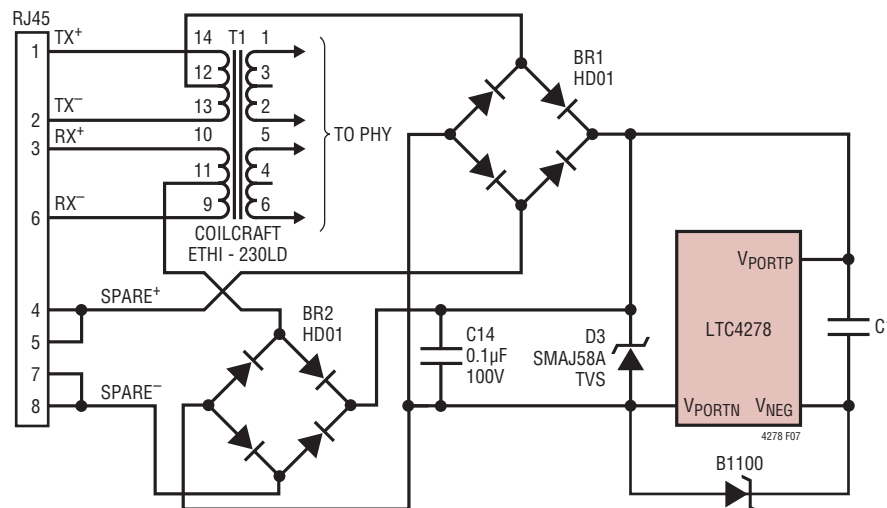 RJ45
1 TX+ 14 T1 1
12 3
2 TX− 13 2
3 RX+ 10 5
TO PHY
11 4
6 RX− 9 6
COILCRAFT
ETHI - 230LD
BR1
HD01
4 SPARE+
5
7
8 SPARE−
BR2
HD01
C14
0.1µF
100V
D3
SMAJ58A
TVS
VPORTP
LTC4278
VPORTN VNEG
4278 F07
B1100